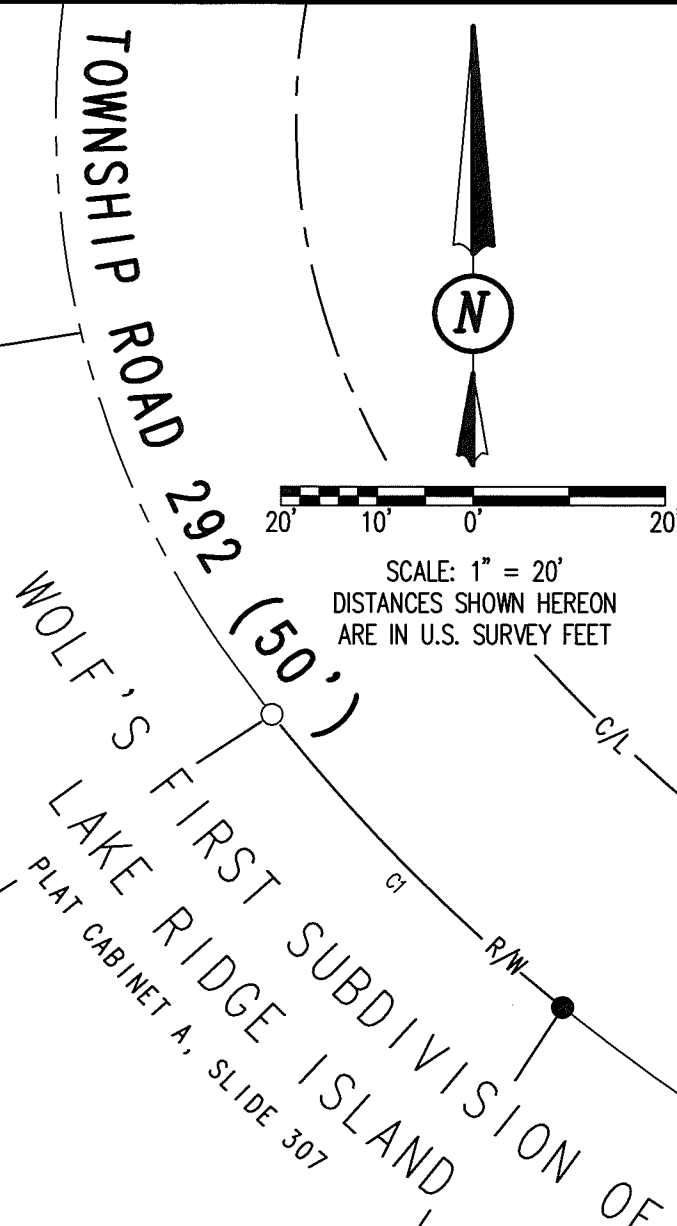 TOWNSHIP ROAD 292 (50')
N
20' 10' 0' 20'
SCALE: 1" = 20'
DISTANCES SHOWN HEREON
ARE IN U.S. SURVEY FEET
C/L
C1
R/W
WOLF'S FIRST SUBDIVISION OF
LAKE RIDGE ISLAND
PLAT CABINET A, SLIDE 307